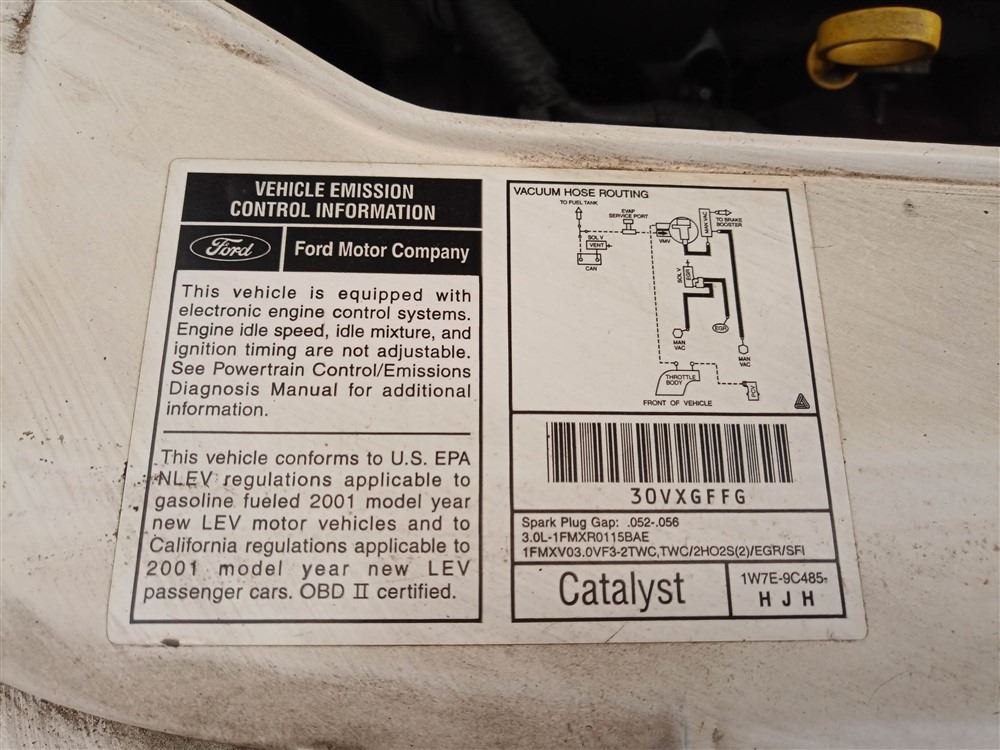 VEHICLE EMISSION
CONTROL INFORMATION
Ford
Ford Motor Company
This vehicle is equipped with
electronic engine control systems.
Engine idle speed, idle mixture, and
ignition timing are not adjustable.
See Powertrain Control/Emissions
Diagnosis Manual for additional
information.
This vehicle conforms to U.S. EPA
NLEV regulations applicable to
gasoline fueled 2001 model year
new LEV motor vehicles and to
California regulations applicable to
2001 model year new LEV
passenger cars. OBD II certified.
VACUUM HOSE ROUTING
TO FUEL TANK
EVAP
SERVICE PORT
SOL V
VENT
CAN
VMV
MAN VAC
TO BRAKE
BOOSTER
SOL V
EGR
EGR
MAN
VAC
MAN
VAC
THROTTLE
BODY
PCV
FRONT OF VEHICLE
30VXGFFG
Spark Plug Gap: .052-.056
3.0L-1FMXR0115BAE
1FMXV03.0VF3-2TWC,TWC/2HO2S(2)/EGR/SFI
Catalyst
1W7E-9C485-
H J H